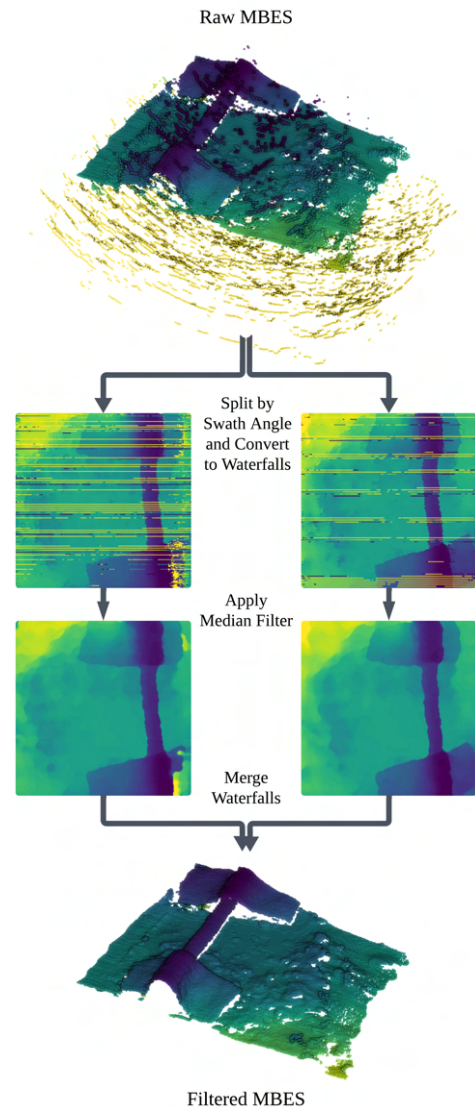 Raw MBES
Split by
Swath Angle
and Convert
to Waterfalls
Apply
Median Filter
Merge
Waterfalls
Filtered MBES